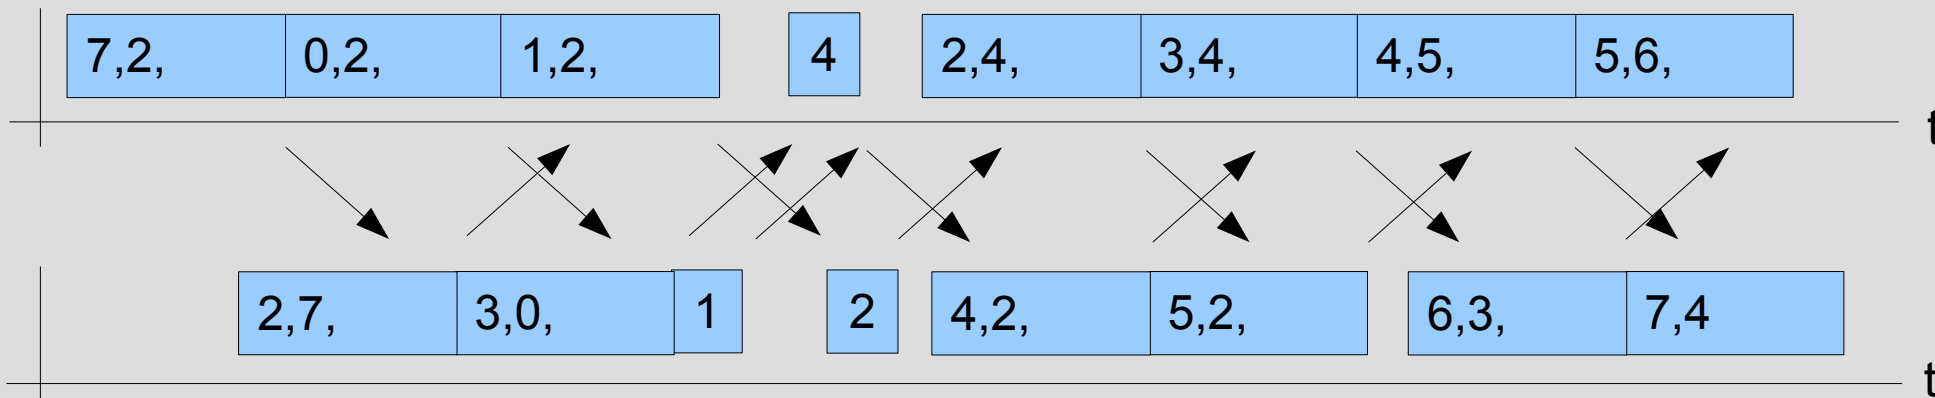 7,2, 0,2, 1,2, 4 2,4, 3,4, 4,5, 5,6,
t
2,7, 3,0, 1 2 4,2, 5,2, 6,3, 7,4
t